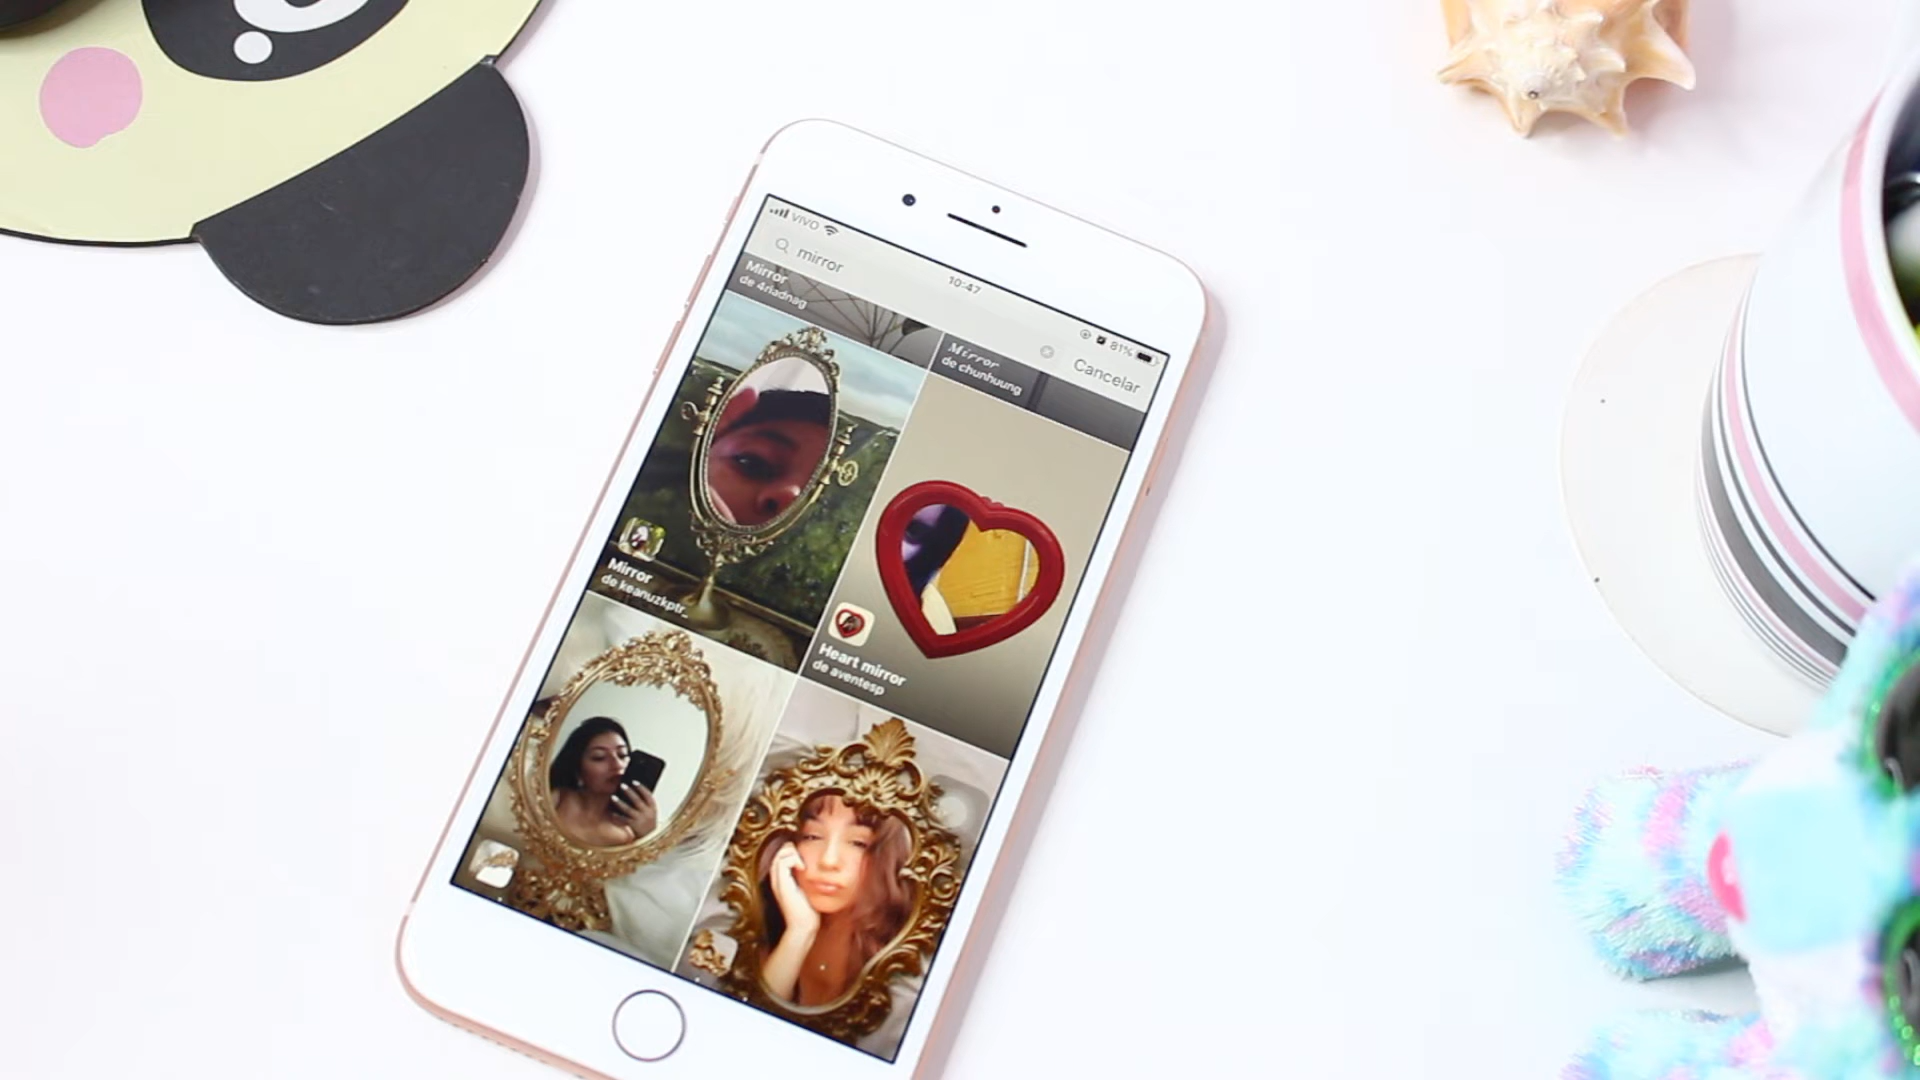 VIVO
10:47
81%
mirror
Cancelar
Mirror
de 4riadnag
Mirror
de chunhuung
Mirror
de keanuzkptr_
Heart mirror
de aventesp